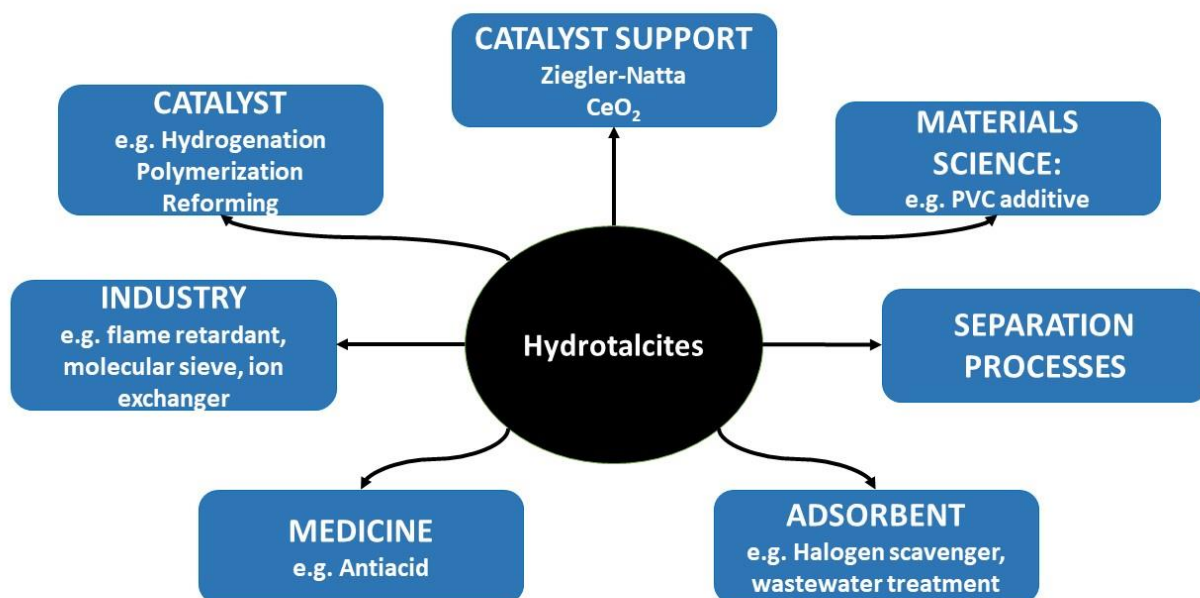 CATALYST SUPPORT
Ziegler-Natta
CeO₂
CATALYST
e.g. Hydrogenation
Polymerization
Reforming
MATERIALS
SCIENCE:
e.g. PVC additive
INDUSTRY
e.g. flame retardant,
molecular sieve, ion
exchanger
Hydrotalcites
SEPARATION
PROCESSES
MEDICINE
e.g. Antiacid
ADSORBENT
e.g. Halogen scavenger,
wastewater treatment